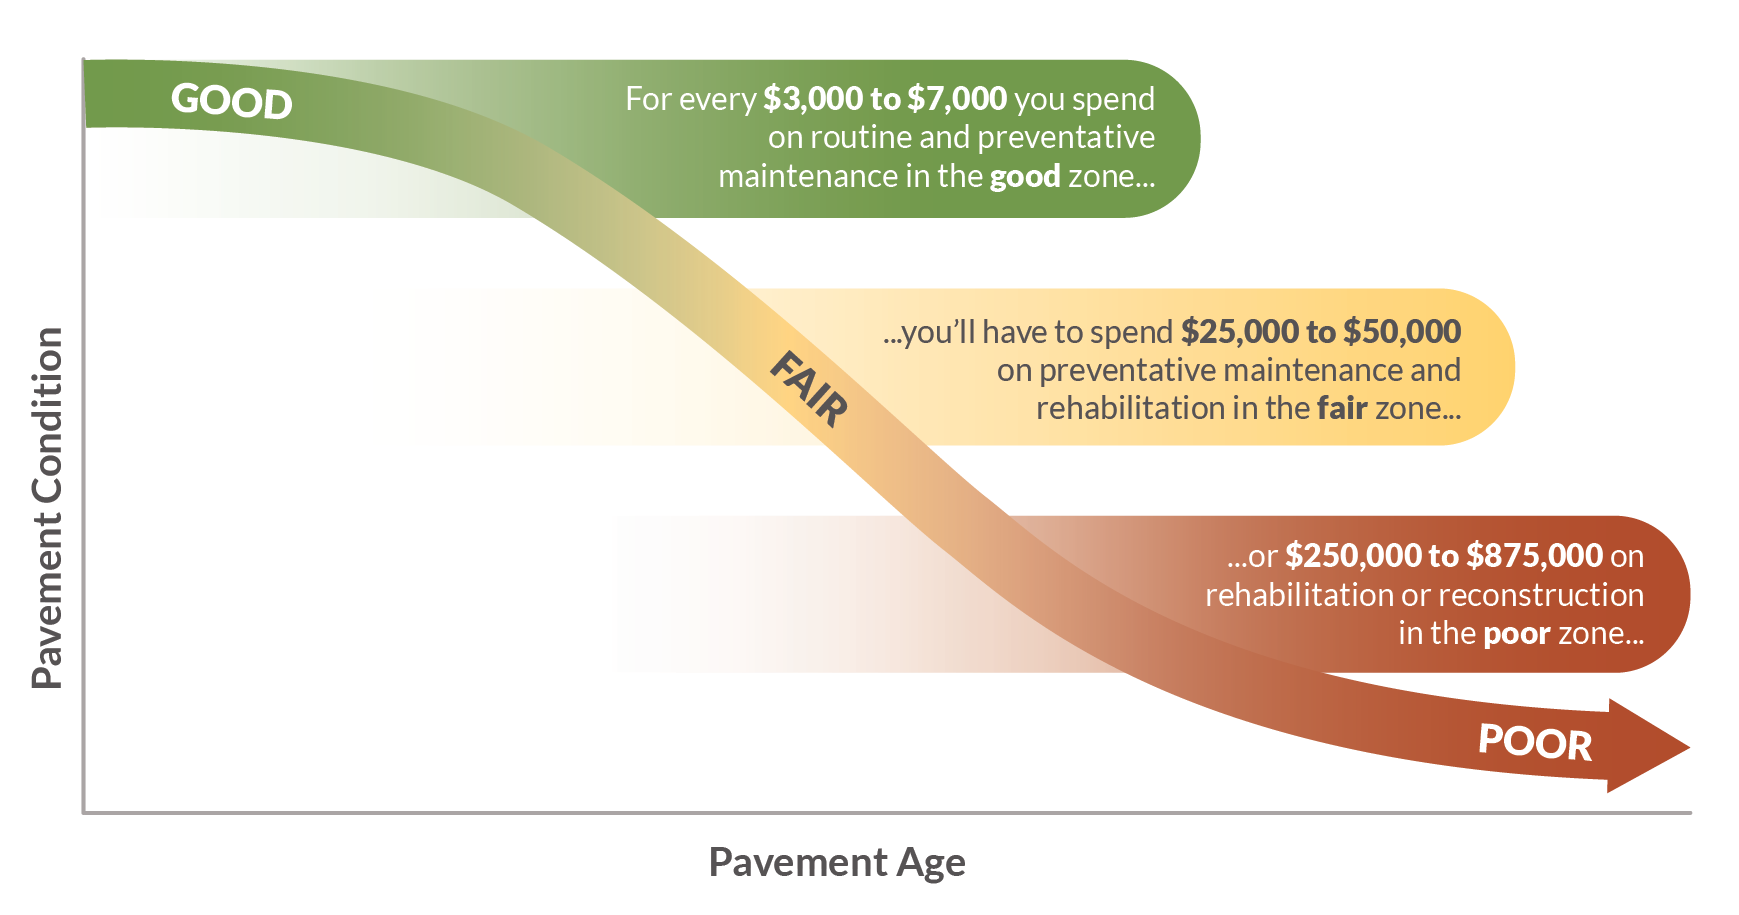 GOOD
For every $3,000 to $7,000 you spend
on routine and preventative
maintenance in the good zone...
...you’ll have to spend $25,000 to $50,000
on preventative maintenance and
rehabilitation in the fair zone...
FAIR
...or $250,000 to $875,000 on
rehabilitation or reconstruction
in the poor zone...
POOR
Pavement Condition
Pavement Age